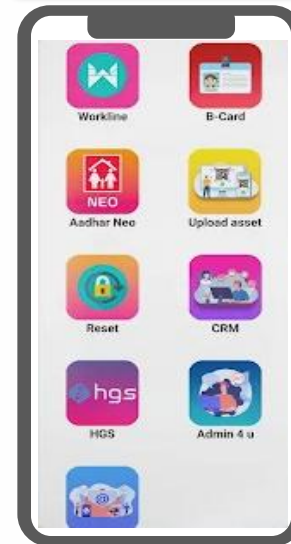 Workline
B-Card
NEO
Aadhar Neo
Upload asset
Reset
CRM
hgs
HGS
Admin 4 u
@